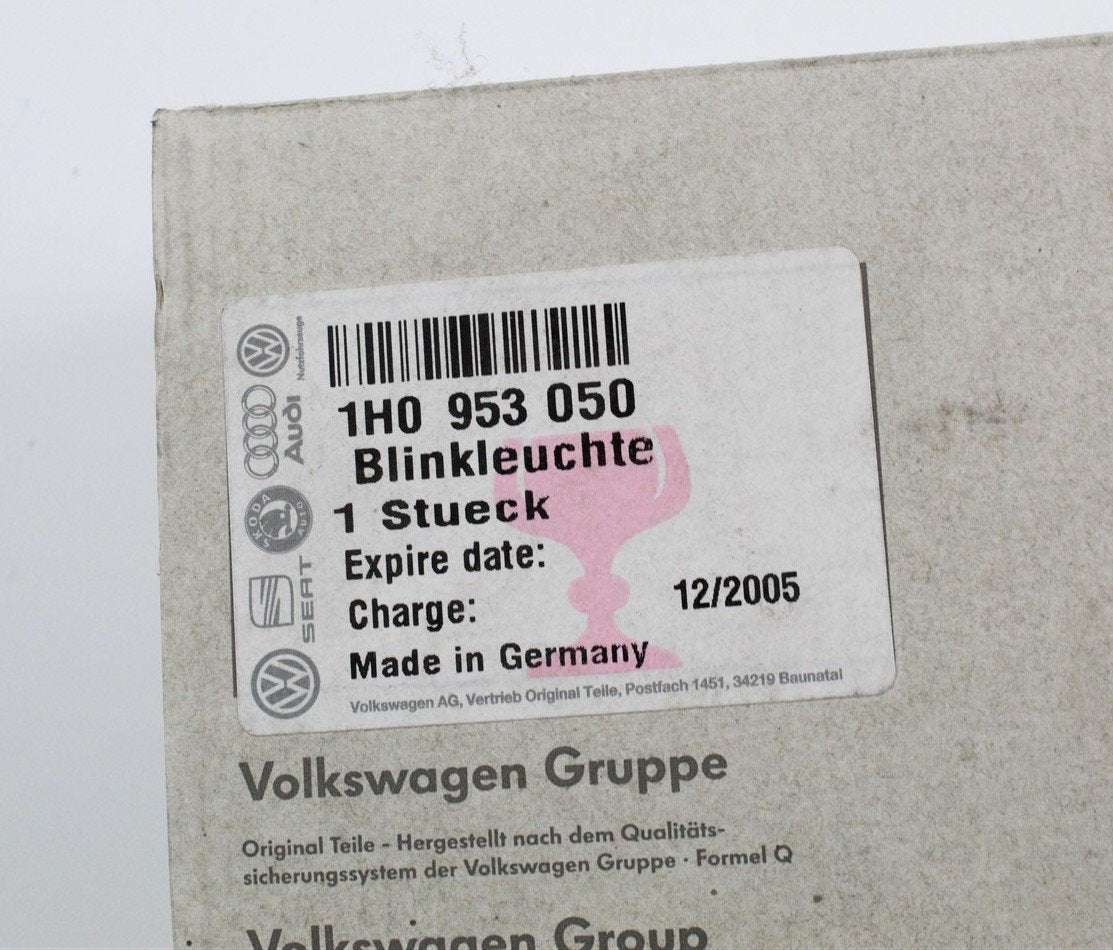 Nutzfahrzeuge
Audi
SKODA
AUTO
SEAT
1H0 953 050
Blinkleuchte
1 Stueck
Expire date:
Charge: 12/2005
Made in Germany
Volkswagen AG, Vertrieb Original Teile, Postfach 1451, 34219 Baunatal
Volkswagen Gruppe
Original Teile - Hergestellt nach dem Qualitäts-
sicherungssystem der Volkswagen Gruppe · Formel Q
Volkswagen Group